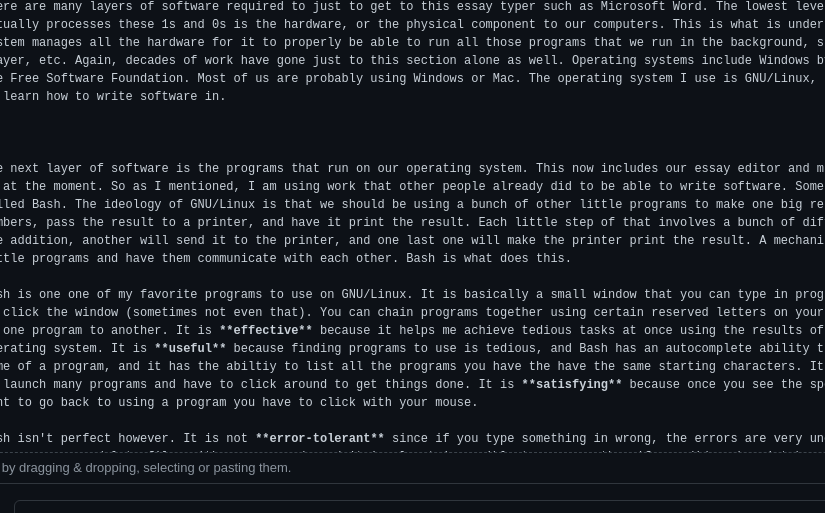 ere are many layers of software required to just to get to this essay typer such as Microsoft Word. The lowest leve
tually processes these 1s and 0s is the hardware, or the physical component to our computers. This is what is under
stem manages all the hardware for it to properly be able to run all those programs that we run in the background, s
ayer, etc. Again, decades of work have gone just to this section alone as well. Operating systems include Windows b
e Free Software Foundation. Most of us are probably using Windows or Mac. The operating system I use is GNU/Linux,
learn how to write software in.
e next layer of software is the programs that run on our operating system. This now includes our essay editor and m
at the moment. So as I mentioned, I am using work that other people already did to be able to write software. Some
lled Bash. The ideology of GNU/Linux is that we should be using a bunch of other little programs to make one big re
mbers, pass the result to a printer, and have it print the result. Each little step of that involves a bunch of dif
e addition, another will send it to the printer, and one last one will make the printer print the result. A mechani
ttle programs and have them communicate with each other. Bash is what does this.
sh is one one of my favorite programs to use on GNU/Linux. It is basically a small window that you can type in prog
click the window (sometimes not even that). You can chain programs together using certain reserved letters on your
one program to another. It is **effective** because it helps me achieve tedious tasks at once using the results of
erating system. It is **useful** because finding programs to use is tedious, and Bash has an autocomplete ability t
me of a program, and it has the abiltiy to list all the programs you have the have the same starting characters. It
launch many programs and have to click around to get things done. It is **satisfying** because once you see the sp
nt to go back to using a program you have to click with your mouse.
sh isn't perfect however. It is not **error-tolerant** since if you type something in wrong, the errors are very un
by dragging & dropping, selecting or pasting them.